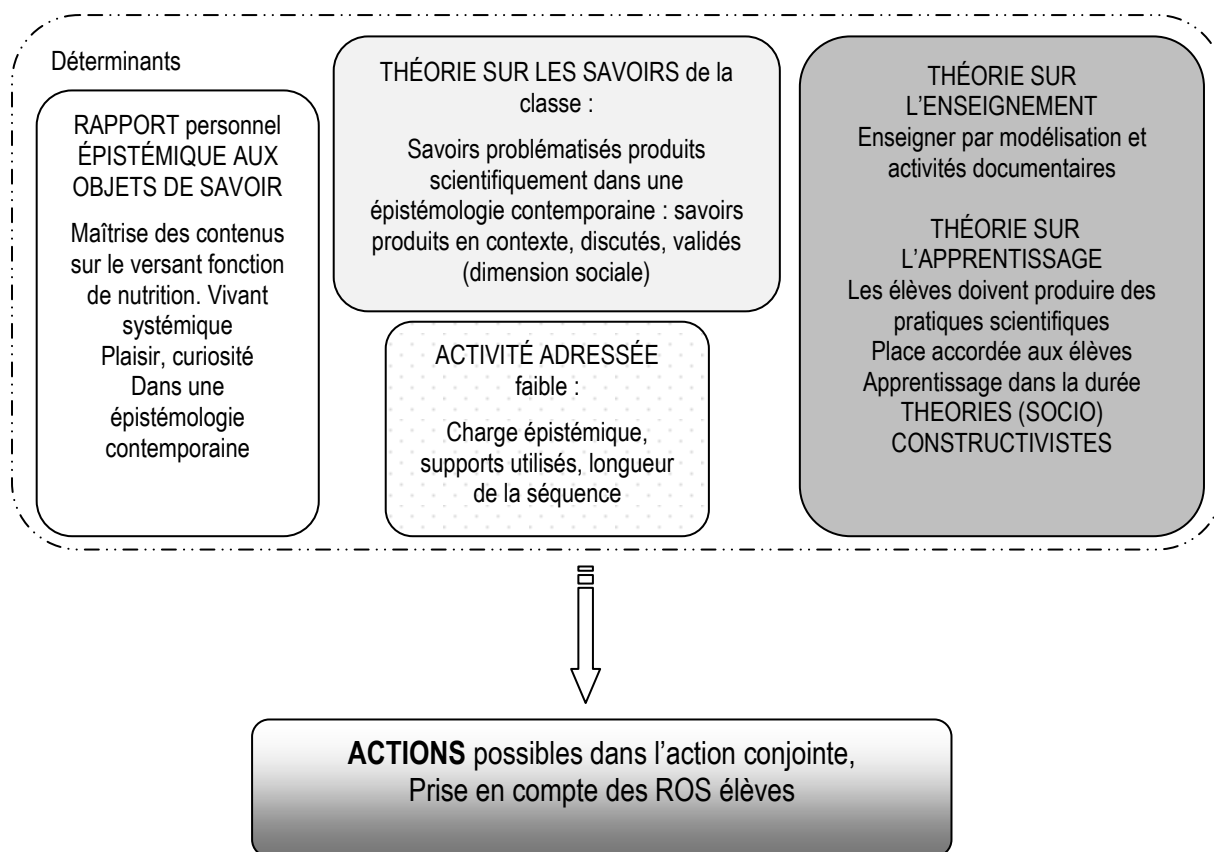 Déterminants
RAPPORT personnel
ÉPISTÉMIQUE AUX
OBJETS DE SAVOIR
Maîtrise des contenus
sur le versant fonction
de nutrition. Vivant
systémique
Plaisir, curiosité
Dans une
épistémologie
contemporaine
THÉORIE SUR LES SAVOIRS de la
classe :
Savoirs problématisés produits
scientifiquement dans une
épistémologie contemporaine : savoirs
produits en contexte, discutés, validés
(dimension sociale)
ACTIVITÉ ADRESSÉE
faible :
Charge épistémique,
supports utilisés, longueur
de la séquence
THÉORIE SUR
L’ENSEIGNEMENT
Enseigner par modélisation et
activités documentaires
THÉORIE SUR
L’APPRENTISSAGE
Les élèves doivent produire des
pratiques scientifiques
Place accordée aux élèves
Apprentissage dans la durée
THEORIES (SOCIO)
CONSTRUCTIVISTES
ACTIONS possibles dans l’action conjointe,
Prise en compte des ROS élèves